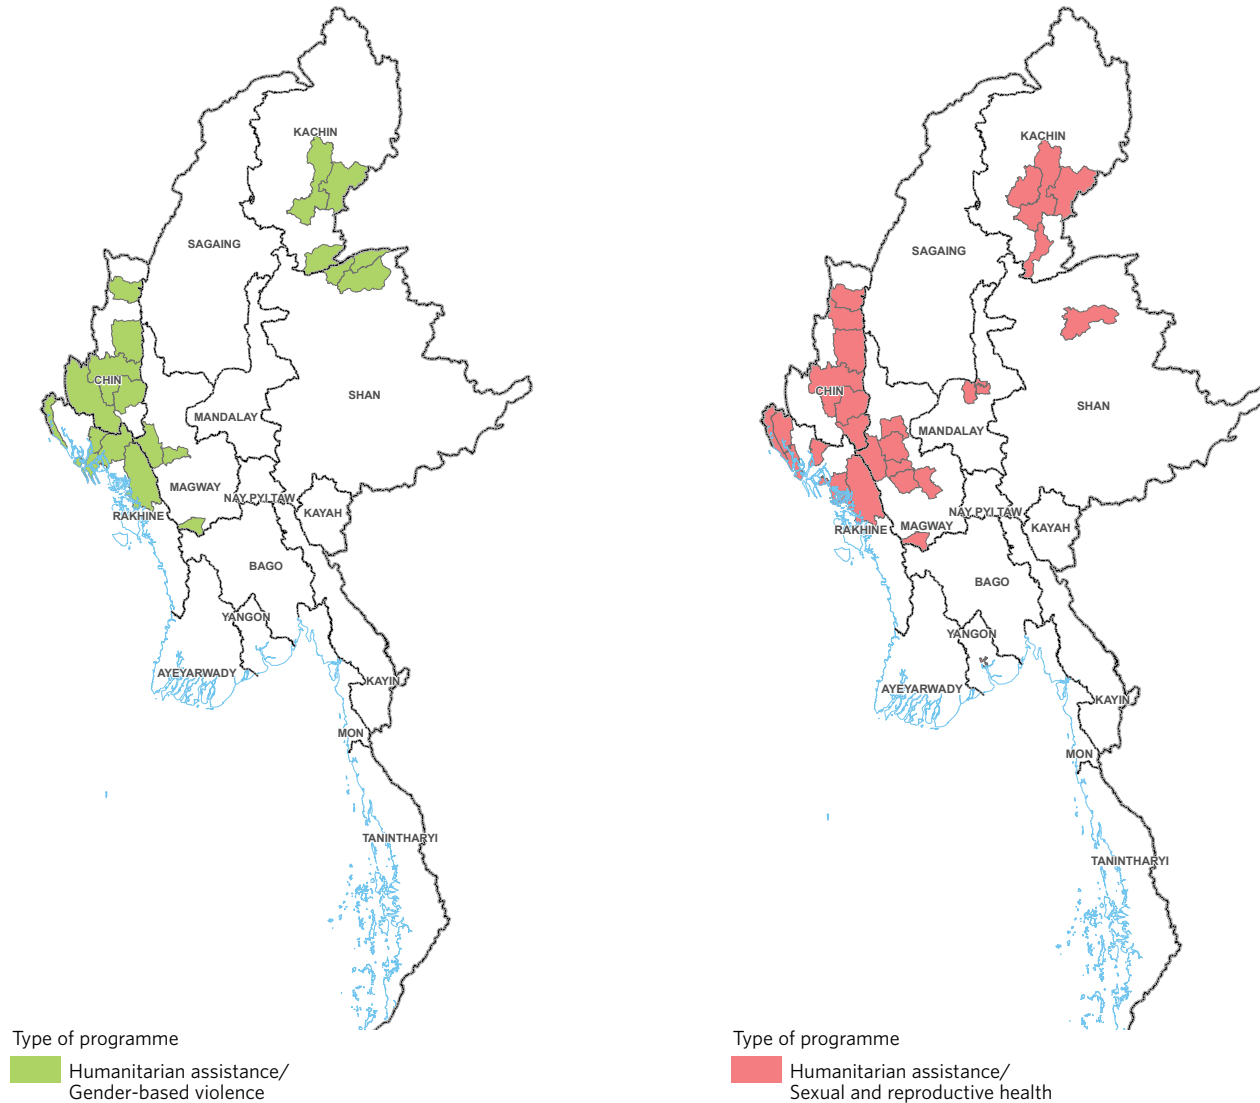 KACHIN
SAGAING
CHIN
SHAN
MANDALAY
MAGWAY
NAY PYI TAW
RAKHINE
KAYAH
BAGO
YANGON
AYEYARWADY
KAYIN
MON
TANINTHARYI
Type of programme
Humanitarian assistance/
Gender-based violence
KACHIN
SAGAING
CHIN
SHAN
MANDALAY
MAGWAY
NAY PYI TAW
RAKHINE
KAYAH
BAGO
YANGON
AYEYARWADY
KAYIN
MON
TANINTHARYI
Type of programme
Humanitarian assistance/
Sexual and reproductive health